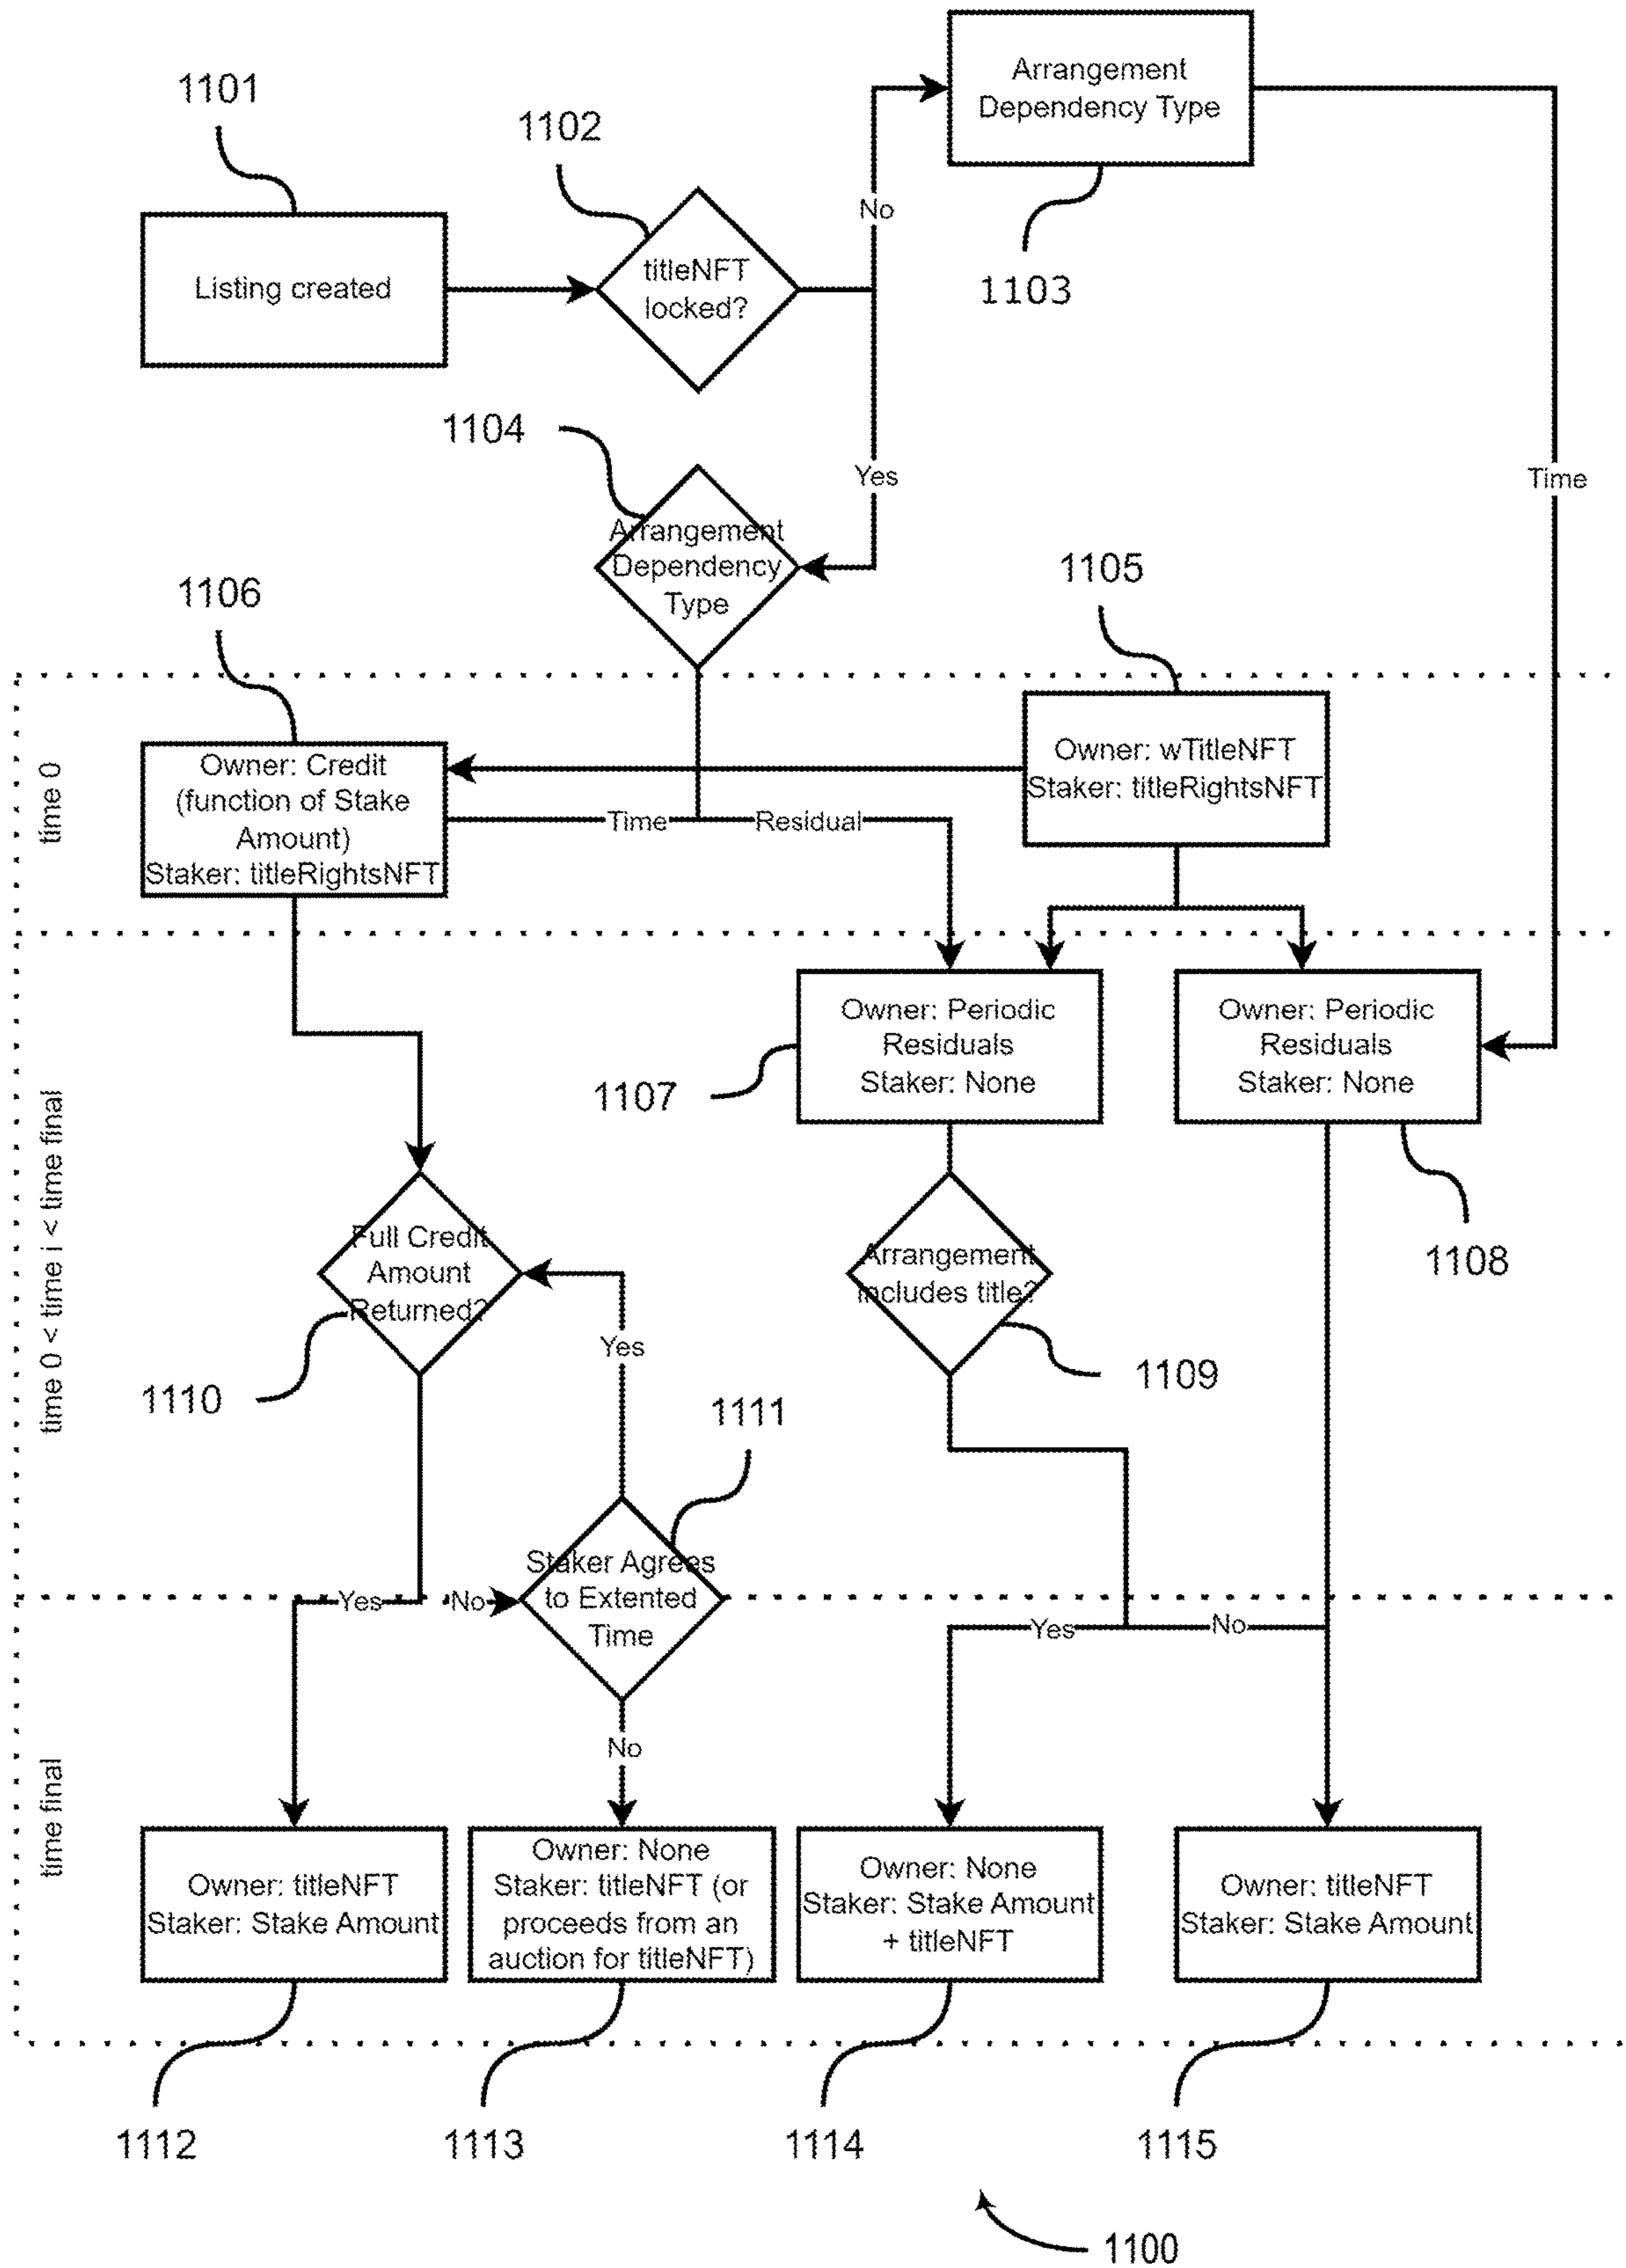 1101
1102
Arrangement
Dependency Type
No
Listing created
titleNFT
locked?
1103
1104
Yes
Time
Arrangement
Dependency
Type
1105
1106
time 0
Owner: Credit
(function of Stake
Amount)
Staker: titleRightsNFT
Owner: wTitleNFT
Staker: titleRightsNFT
Time
Residual
time 0 < time i < time final
Owner: Periodic
Residuals
Staker: None
Owner: Periodic
Residuals
Staker: None
1107
1108
Full Credit
Amount
Returned?
Arrangement
includes title?
Yes
1109
1110
1111
Staker Agrees
to Extented
Time
Yes
No
Yes
No
No
time final
Owner: titleNFT
Staker: Stake Amount
Owner: None
Staker: titleNFT (or
proceeds from an
auction for titleNFT)
Owner: None
Staker: Stake Amount
+ titleNFT
Owner: titleNFT
Staker: Stake Amount
1112
1113
1114
1115
1100